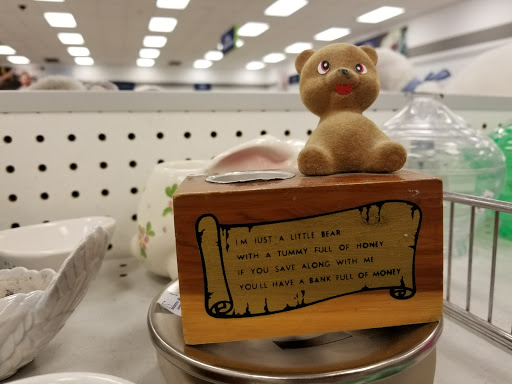 I'M JUST A LITTLE BEAR
WITH A TUMMY FULL OF HONEY
IF YOU SAVE ALONG WITH ME
YOU'LL HAVE A BANK FULL OF MONEY